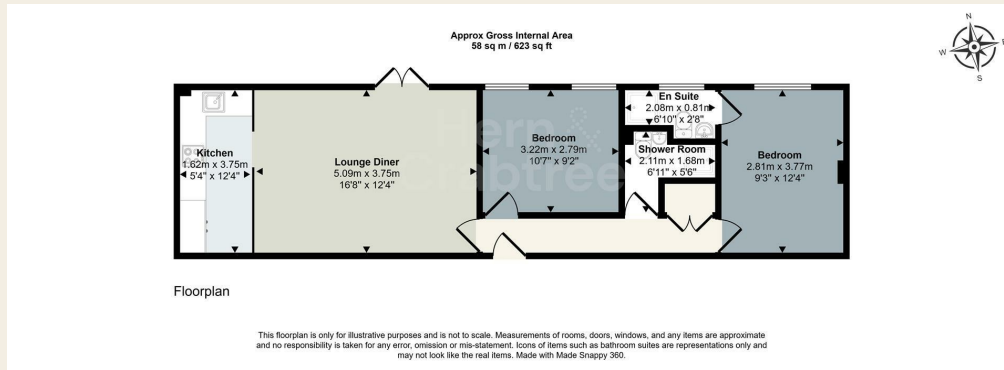 Approx Gross Internal Area
58 sq m / 623 sq ft
N
W
E
S
Kitchen
1.62m x 3.75m
5'4" x 12'4"
Lounge Diner
5.09m x 3.75m
16'8" x 12'4"
Bedroom
3.22m x 2.79m
10'7" x 9'2"
En Suite
2.08m x 0.81m
6'10" x 2'8"
Shower Room
2.11m x 1.68m
6'11" x 5'6"
Bedroom
2.81m x 3.77m
9'3" x 12'4"
Hern &
Crabtree
Floorplan
This floorplan is only for illustrative purposes and is not to scale. Measurements of rooms, doors, windows, and any items are approximate
and no responsibility is taken for any error, omission or mis-statement. Icons of items such as bathroom suites are representations only and
may not look like the real items. Made with Made Snappy 360.